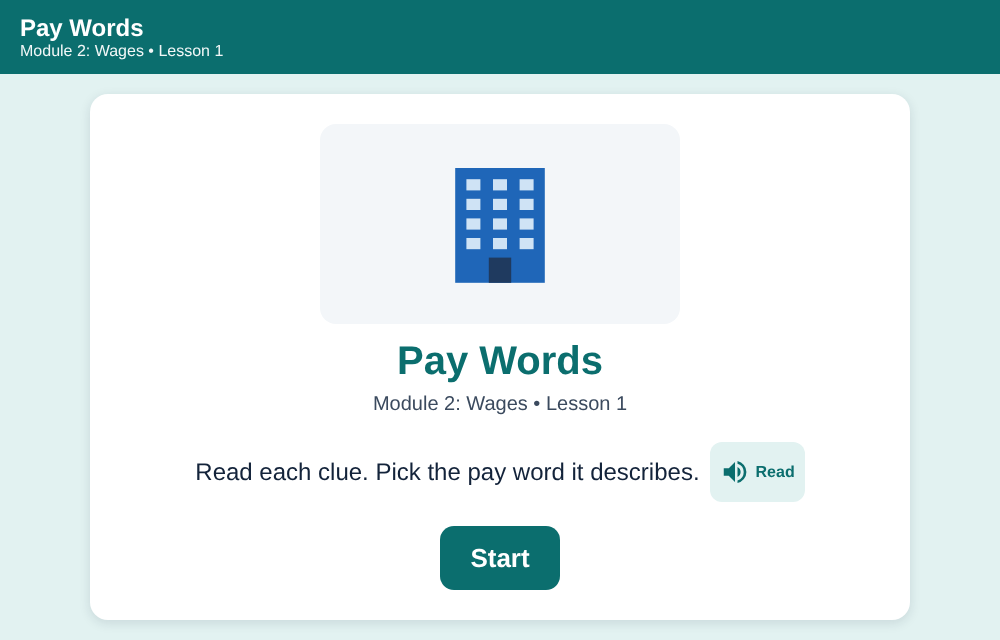 Pay Words
Module 2: Wages • Lesson 1
Pay Words
Module 2: Wages • Lesson 1
Read each clue. Pick the pay word it describes.
Read
Start